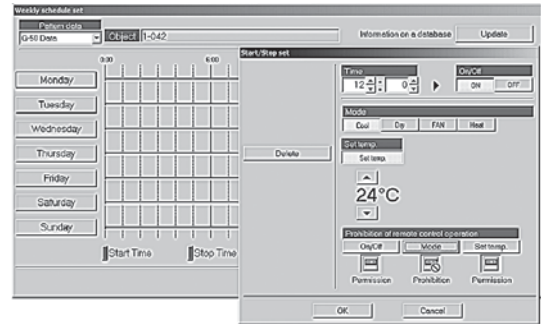 Weekly schedule set
Pattern data
G-50 Data
Object
1-042
Information on a database
Update
0:00
6:00
Monday
Tuesday
Wednesday
Thursday
Friday
Saturday
Sunday
Start Time
Stop Time
Start/Stop set
Time
On/Off
12 : 0
ON
OFF
Mode
Cool
Dry
FAN
Heat
Delete
Set temp.
Set temp.
24°C
Prohibition of remote control operation
On/Off
Mode
Set temp.
Permission
Prohibition
Permission
OK
Cancel